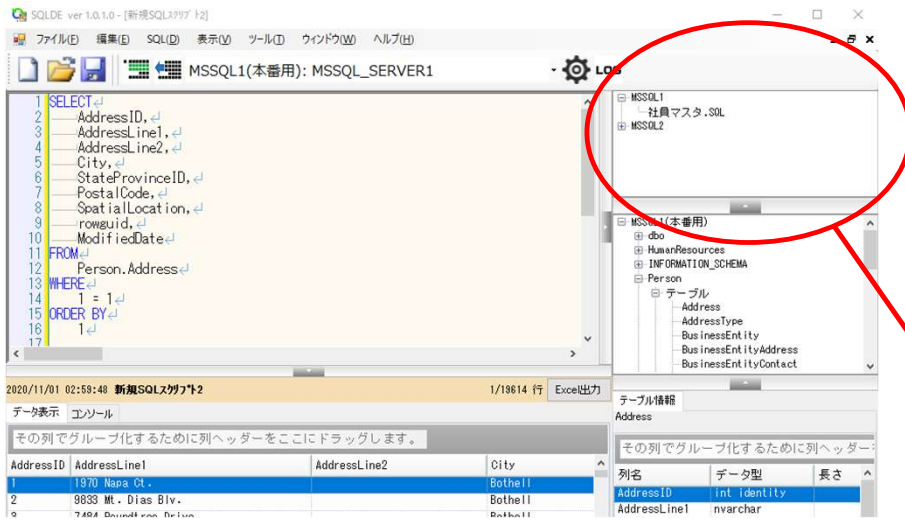 SQLDE ver 1.0.1.0 - [新規SQLｽｸﾘﾌﾟﾄ2]
ファイル(F) 編集(E) SQL(D) 表示(V) ツール(T) ウィンドウ(W) ヘルプ(H)
MSSQL1(本番用): MSSQL_SERVER1
1 SELECT
2 AddressID,
3 AddressLine1,
4 AddressLine2,
5 City,
6 StateProvinceID,
7 PostalCode,
8 SpatialLocation,
9 rowguid,
10 ModifiedDate
11 FROM
12 Person.Address
13 WHERE
14 1 = 1
15 ORDER BY
16 1
17
MSSQL1
社員マスタ.SQL
MSSQL2
MSSQL1(本番用)
dbo
HumanResources
INFORMATION_SCHEMA
Person
テーブル
Address
AddressType
BusinessEntity
BusinessEntityAddress
BusinessEntityContact
2020/11/01 02:59:48 新規SQLｽｸﾘﾌﾟﾄ2 1/19614 行 Excel出力
データ表示 コンソール
その列でグループ化するために列ヘッダーをここにドラッグします。
AddressID AddressLine1 AddressLine2 City
1 1970 Napa Ct. Bothell
2 9833 Mt. Dias Blv. Bothell
3 7484 Roundtree Drive Bothell
テーブル情報
Address
その列でグループ化するために列ヘッダー
列名 データ型 長さ
AddressID int identity
AddressLine1 nvarchar